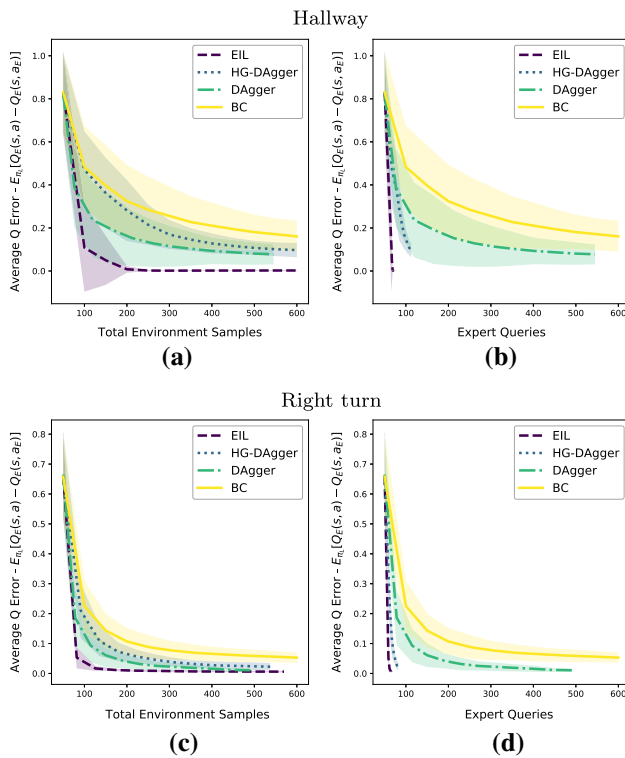 Hallway
Average Q Error - $E_{\pi_L}[Q_E(s, a) - Q_E(s, a_E)]$
1.0
0.8
0.6
0.4
0.2
0.0
EIL
HG-DAgger
DAgger
BC
100 200 300 400 500 600
Total Environment Samples
(a)
Average Q Error - $E_{\pi_L}[Q_E(s, a) - Q_E(s, a_E)]$
1.0
0.8
0.6
0.4
0.2
0.0
EIL
HG-DAgger
DAgger
BC
100 200 300 400 500 600
Expert Queries
(b)
Right turn
Average Q Error - $E_{\pi_L}[Q_E(s, a) - Q_E(s, a_E)]$
0.8
0.7
0.6
0.5
0.4
0.3
0.2
0.1
0.0
EIL
HG-DAgger
DAgger
BC
100 200 300 400 500 600
Total Environment Samples
(c)
Average Q Error - $E_{\pi_L}[Q_E(s, a) - Q_E(s, a_E)]$
0.8
0.7
0.6
0.5
0.4
0.3
0.2
0.1
0.0
EIL
HG-DAgger
DAgger
BC
100 200 300 400 500 600
Expert Queries
(d)